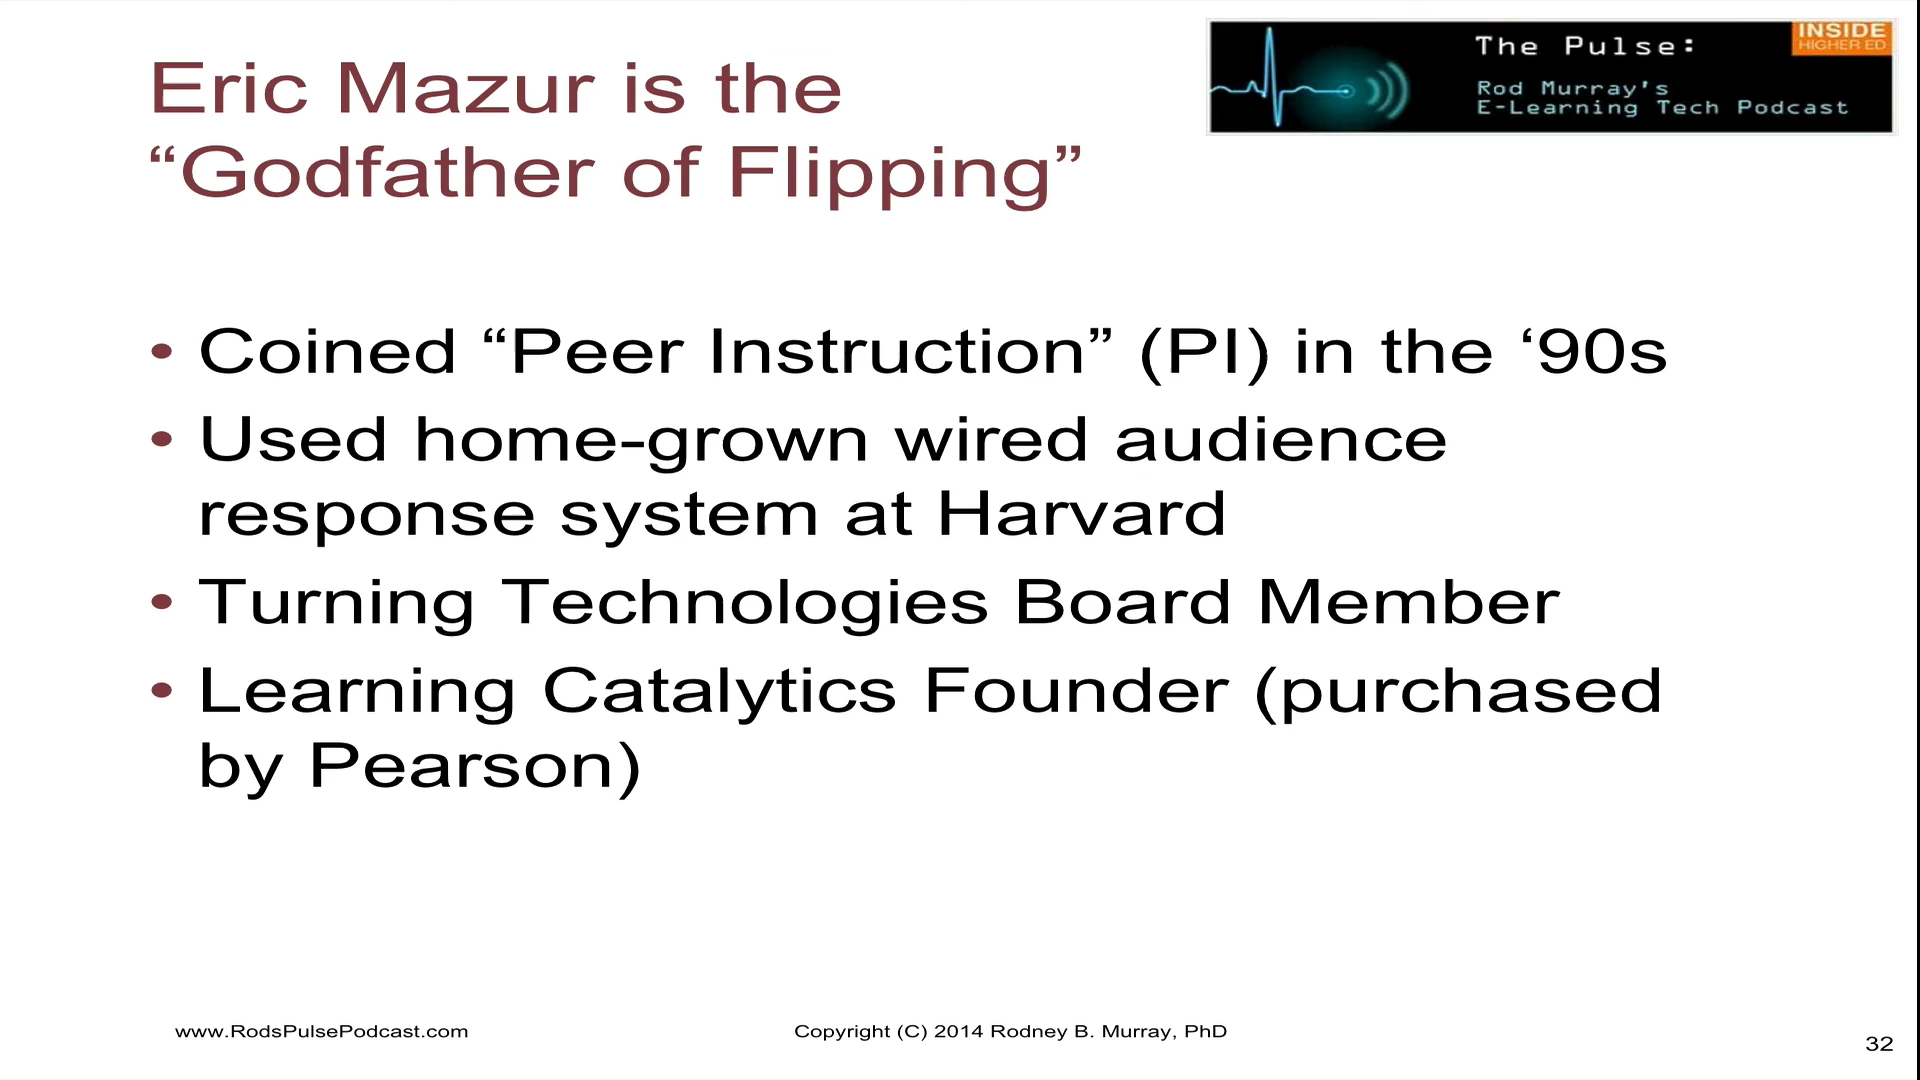 Eric Mazur is the
“Godfather of Flipping”
The Pulse:
INSIDE
HIGHER ED
Rod Murray's
E-Learning Tech Podcast
• Coined “Peer Instruction” (PI) in the ‘90s
• Used home-grown wired audience
response system at Harvard
• Turning Technologies Board Member
• Learning Catalytics Founder (purchased
by Pearson)
www.RodsPulsePodcast.com
Copyright (C) 2014 Rodney B. Murray, PhD
32